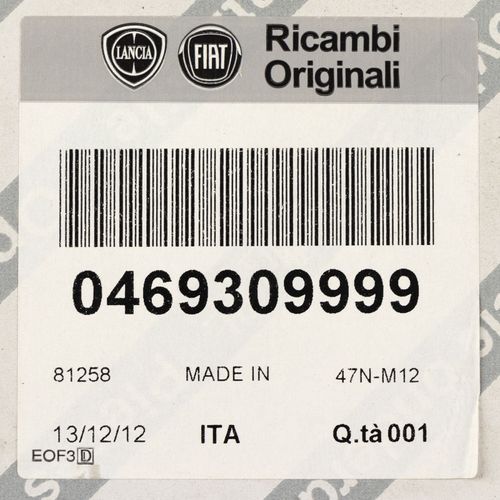 LANCIA FIAT Ricambi
Originali
0469309999
81258 MADE IN 47N-M12
13/12/12 ITA Q.tà 001
EOF3 D